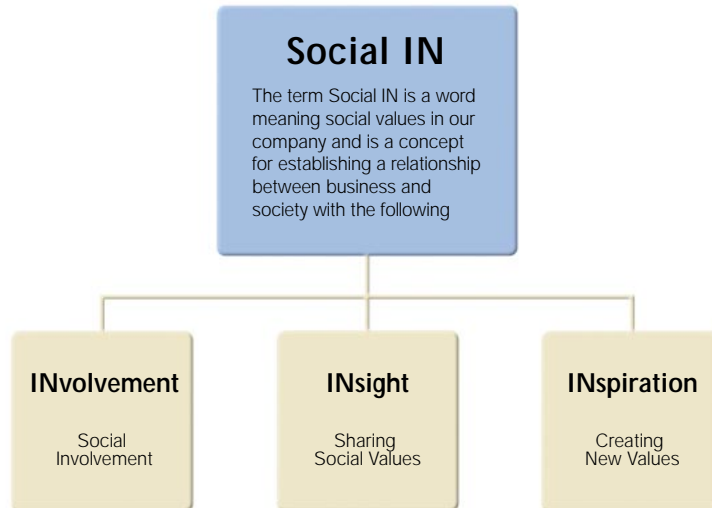 Social IN
The term Social IN is a word
meaning social values in our
company and is a concept
for establishing a relationship
between business and
society with the following
INvolvement
Social
Involvement
INsight
Sharing
Social Values
INspiration
Creating
New Values